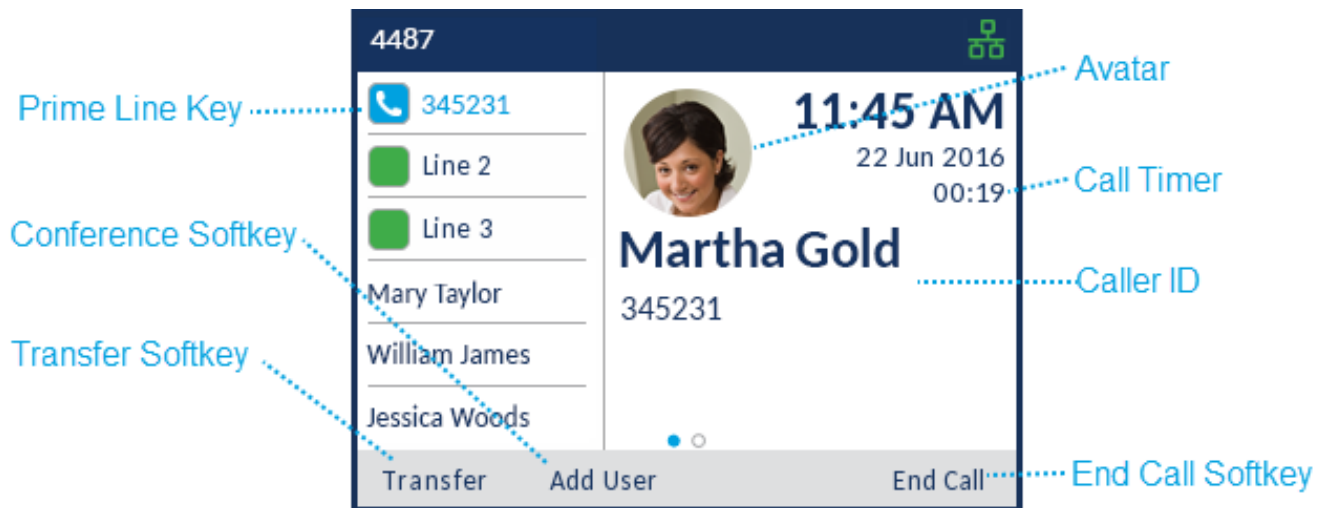 4487
Prime Line Key
345231
Line 2
Line 3
Conference Softkey
Mary Taylor
Transfer Softkey
William James
Jessica Woods
Avatar
11:45 AM
22 Jun 2016
00:19
Call Timer
Martha Gold
Caller ID
345231
Transfer
Add User
End Call
End Call Softkey